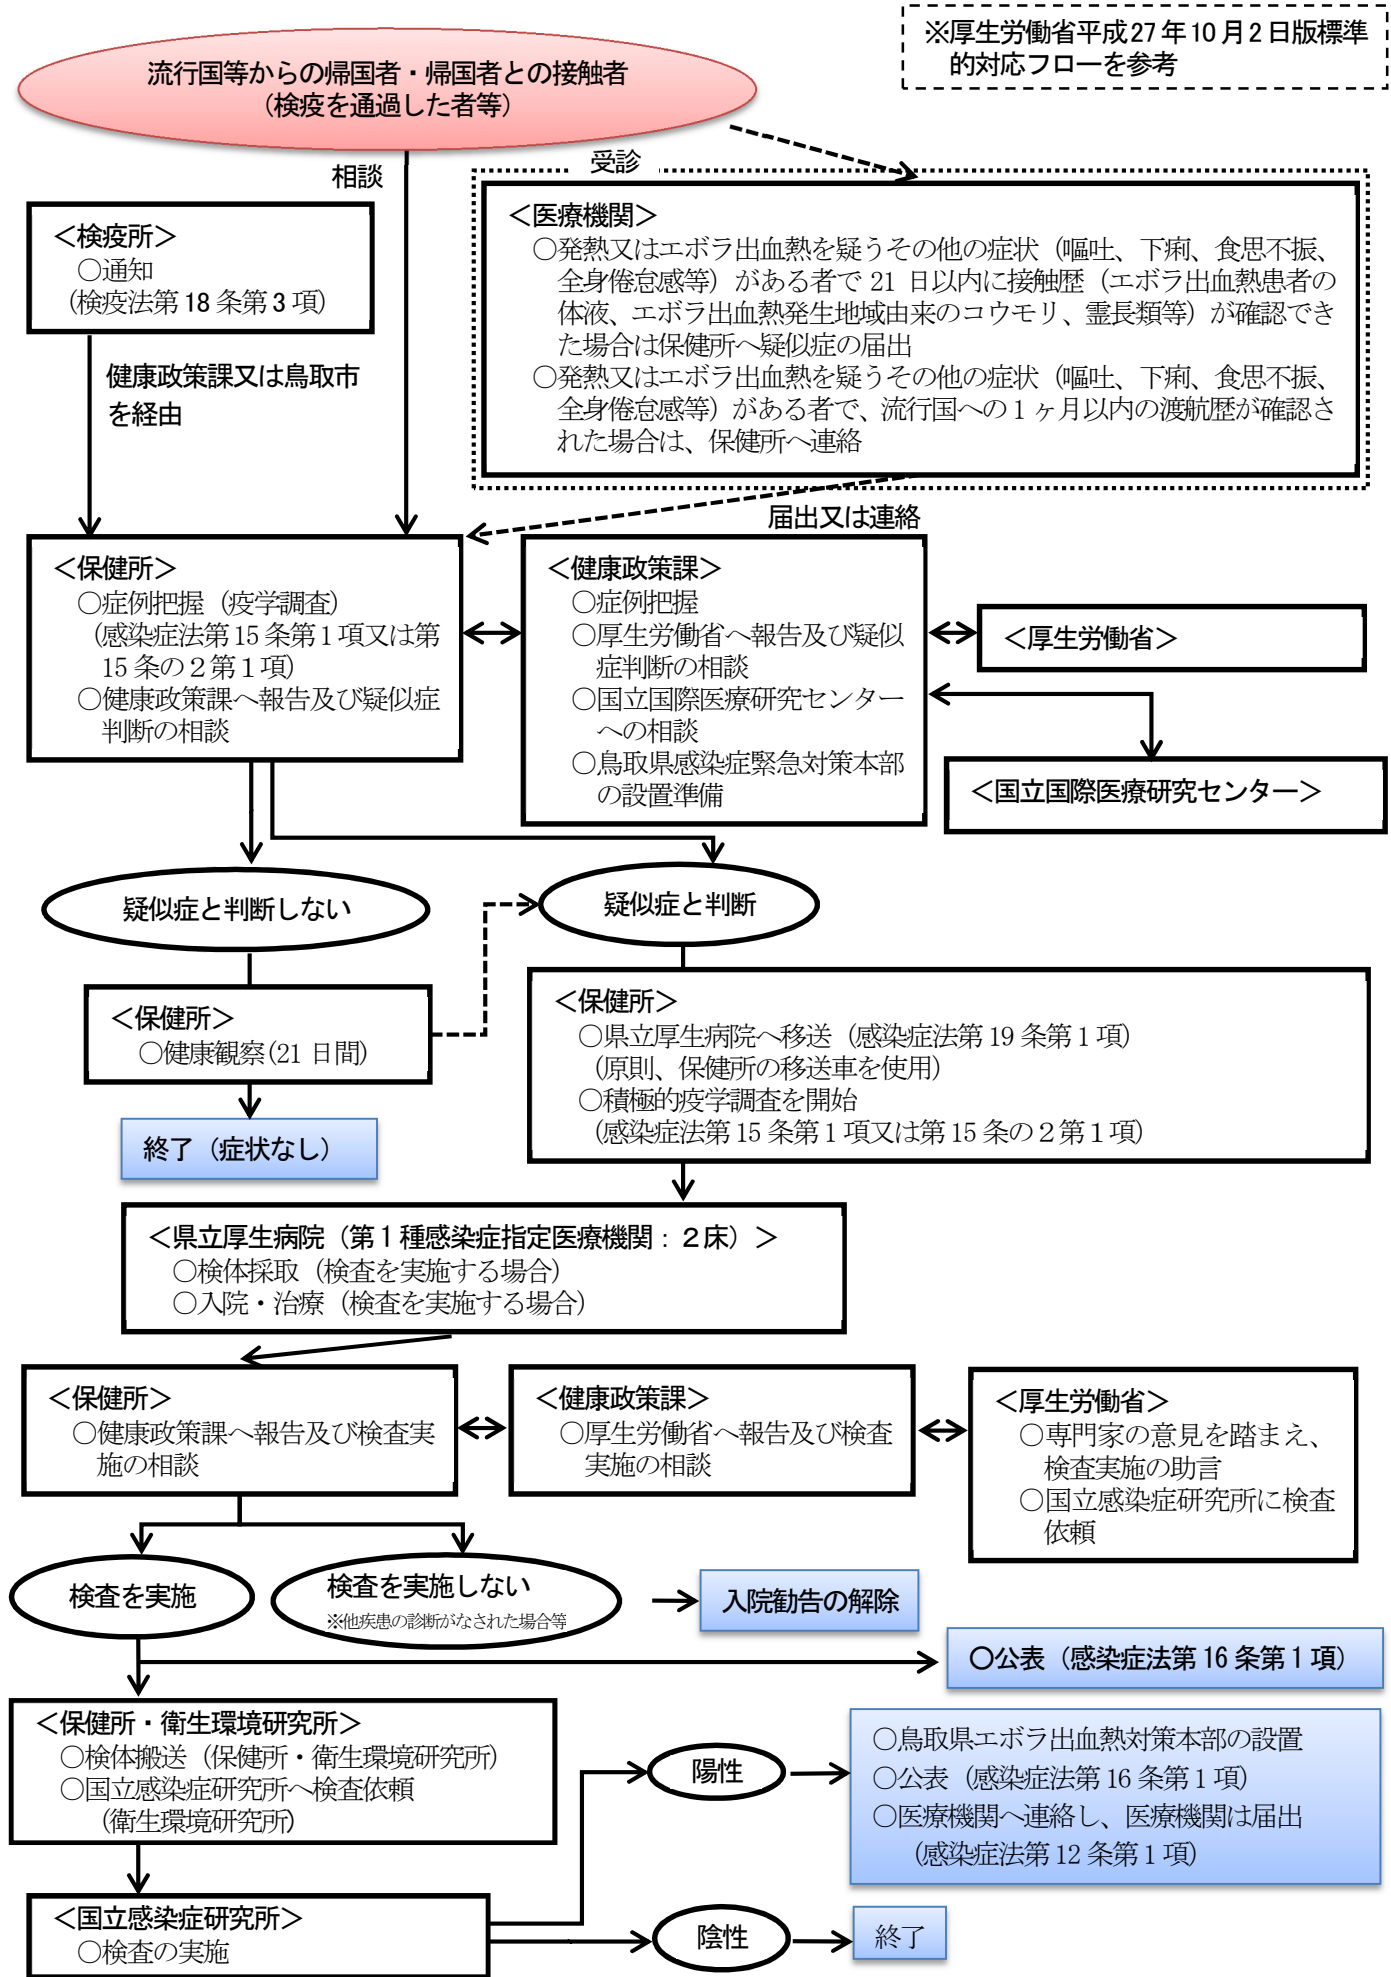 ※厚生労働省平成27年10月2日版標準
的対応フローを参考
流行国等からの帰国者・帰国者との接触者
（検疫を通過した者等）
相談
受診
＜検疫所＞
○通知
（検疫法第18条第3項）
健康政策課又は鳥取市
を経由
＜医療機関＞
○発熱又はエボラ出血熱を疑うその他の症状（嘔吐、下痢、食思不振、
全身倦怠感等）がある者で21日以内に接触歴（エボラ出血熱患者の
体液、エボラ出血熱発生地域由来のコウモリ、霊長類等）が確認でき
た場合は保健所へ疑似症の届出
○発熱又はエボラ出血熱を疑うその他の症状（嘔吐、下痢、食思不振、
全身倦怠感等）がある者で、流行国への1ヶ月以内の渡航歴が確認さ
れた場合は、保健所へ連絡
届出又は連絡
＜保健所＞
○症例把握（疫学調査）
（感染症法第15条第1項又は第
15条の2第1項）
○健康政策課へ報告及び疑似症
判断の相談
＜健康政策課＞
○症例把握
○厚生労働省へ報告及び疑似
症判断の相談
○国立国際医療研究センター
への相談
○鳥取県感染症緊急対策本部
の設置準備
＜厚生労働省＞
＜国立国際医療研究センター＞
疑似症と判断しない
疑似症と判断
＜保健所＞
○健康観察(21日間)
終了（症状なし）
＜保健所＞
○県立厚生病院へ移送（感染症法第19条第1項）
（原則、保健所の移送車を使用）
○積極的疫学調査を開始
（感染症法第15条第1項又は第15条の2第1項）
＜県立厚生病院（第1種感染症指定医療機関：2床）＞
○検体採取（検査を実施する場合）
○入院・治療（検査を実施する場合）
＜保健所＞
○健康政策課へ報告及び検査実
施の相談
＜健康政策課＞
○厚生労働省へ報告及び検査
実施の相談
＜厚生労働省＞
○専門家の意見を踏まえ、
検査実施の助言
○国立感染症研究所に検査
依頼
検査を実施
検査を実施しない
※他疾患の診断がなされた場合等
入院勧告の解除
○公表（感染症法第16条第1項）
＜保健所・衛生環境研究所＞
○検体搬送（保健所・衛生環境研究所）
○国立感染症研究所へ検査依頼
（衛生環境研究所）
陽性
○鳥取県エボラ出血熱対策本部の設置
○公表（感染症法第16条第1項）
○医療機関へ連絡し、医療機関は届出
（感染症法第12条第1項）
＜国立感染症研究所＞
○検査の実施
陰性
終了